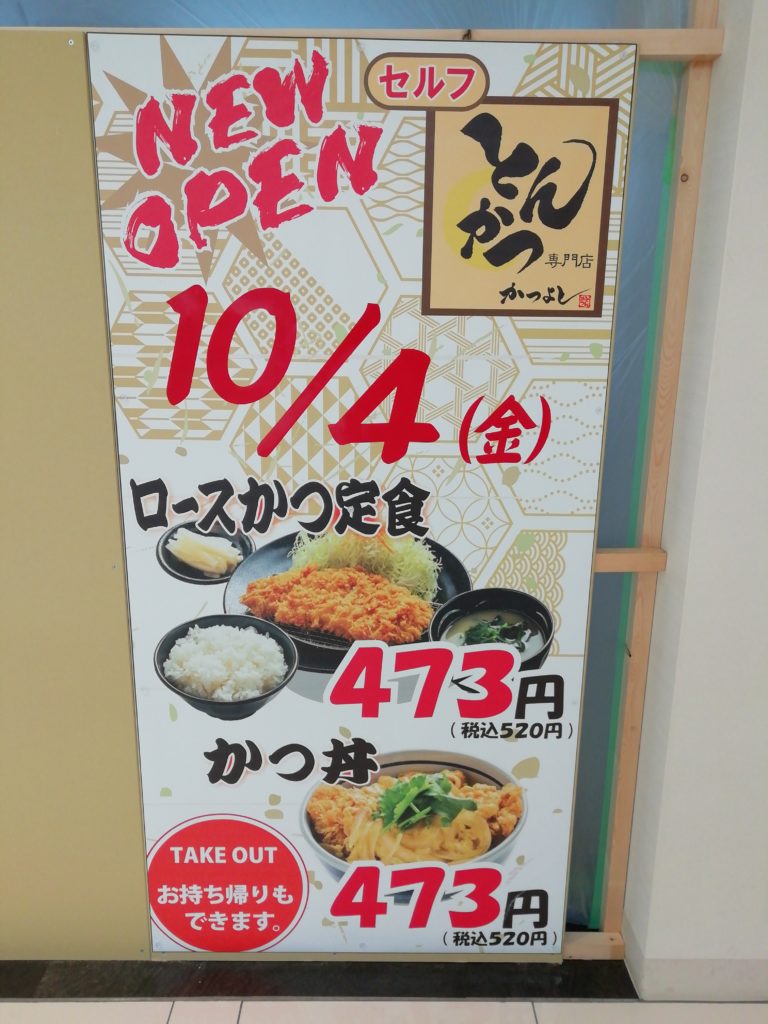 NEW
OPEN
セルフ
とんかつ
専門店
かつよし
10/4(金)
ロースかつ定食
473円
(税込520円)
かつ丼
TAKE OUT
お持ち帰りも
できます。
473円
(税込520円)